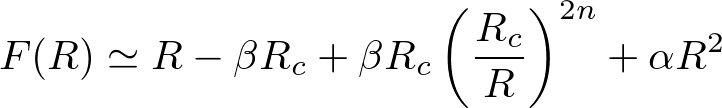 F(R) ≃ R − βR_c + βR_c (R_c/R)^{2n} + αR^2